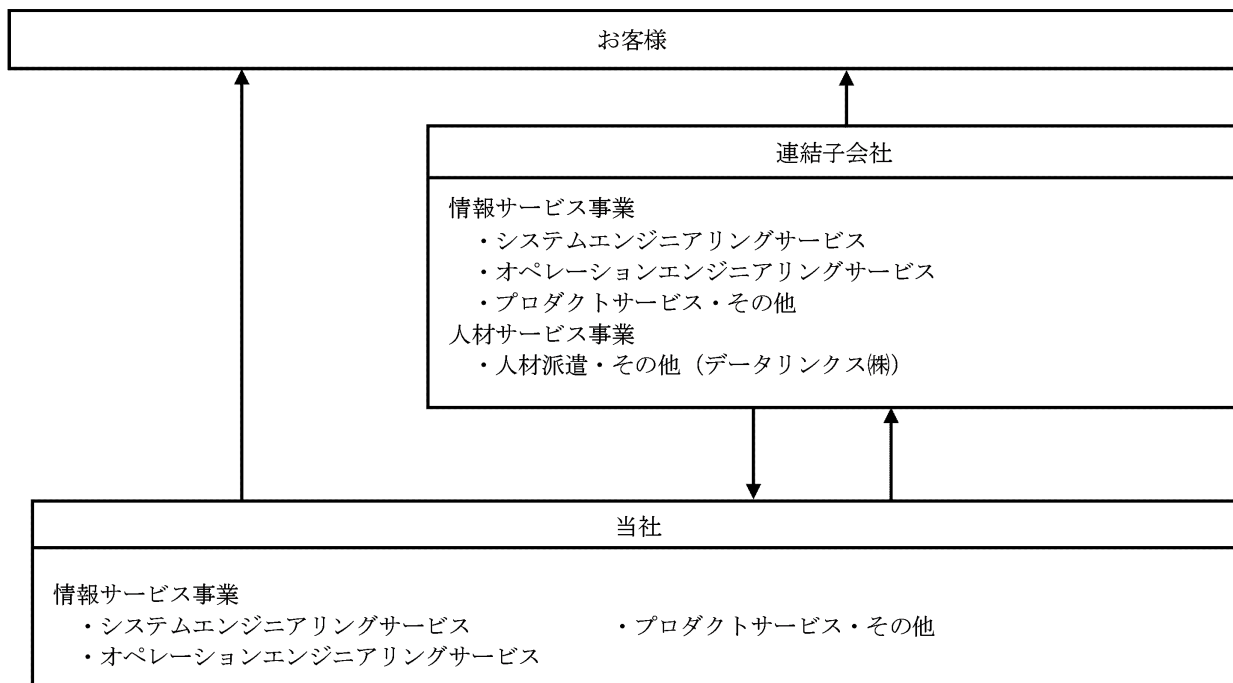 お客様
連結子会社
情報サービス事業
・システムエンジニアリングサービス
・オペレーションエンジニアリングサービス
・プロダクトサービス・その他
人材サービス事業
・人材派遣・その他（データリンクス㈱）
当社
情報サービス事業
・システムエンジニアリングサービス　・プロダクトサービス・その他
・オペレーションエンジニアリングサービス